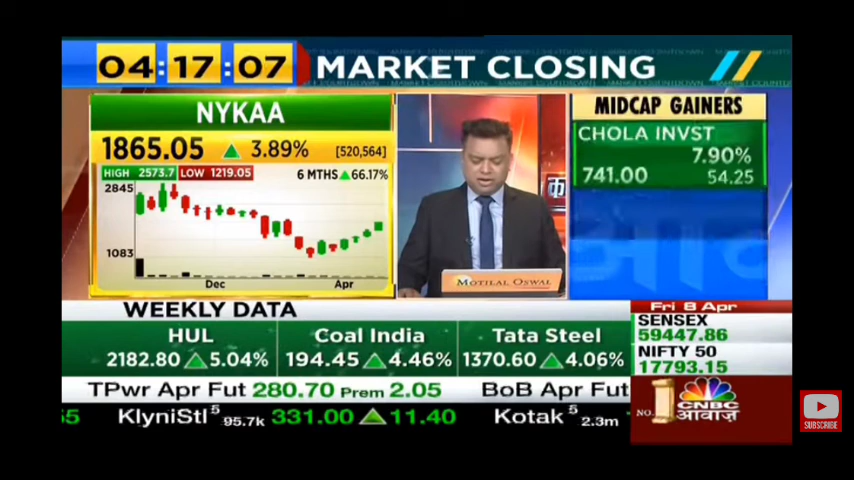 04:17:07
MARKET CLOSING
NYKAA
1865.05 ▲ 3.89% [520,564]
HIGH 2573.7 LOW 1219.05 6 MTHS ▲ 66.17%
2845
1083
Dec Apr
MOTILAL OSWAL
MIDCAP GAINERS
CHOLA INVST
7.90%
741.00 54.25
WEEKLY DATA
HUL
2182.80 ▲ 5.04%
Coal India
194.45 ▲ 4.46%
Tata Steel
1370.60 ▲ 4.06%
Fri 8 Apr
SENSEX
59447.86
NIFTY 50
17793.15
TPwr Apr Fut 280.70 Prem 2.05 BoB Apr Fut
55 KlyniStl 5 95.7k 331.00 ▲ 11.40 Kotak 5 2.3m
NO. 1 CNBC
आवाज़
SUBSCRIBE